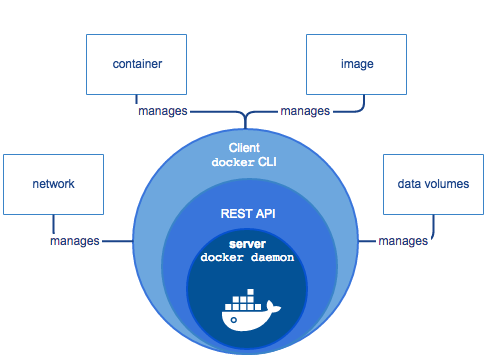 container
image
manages
manages
Client
docker CLI
network
data volumes
REST API
manages
manages
server
docker daemon